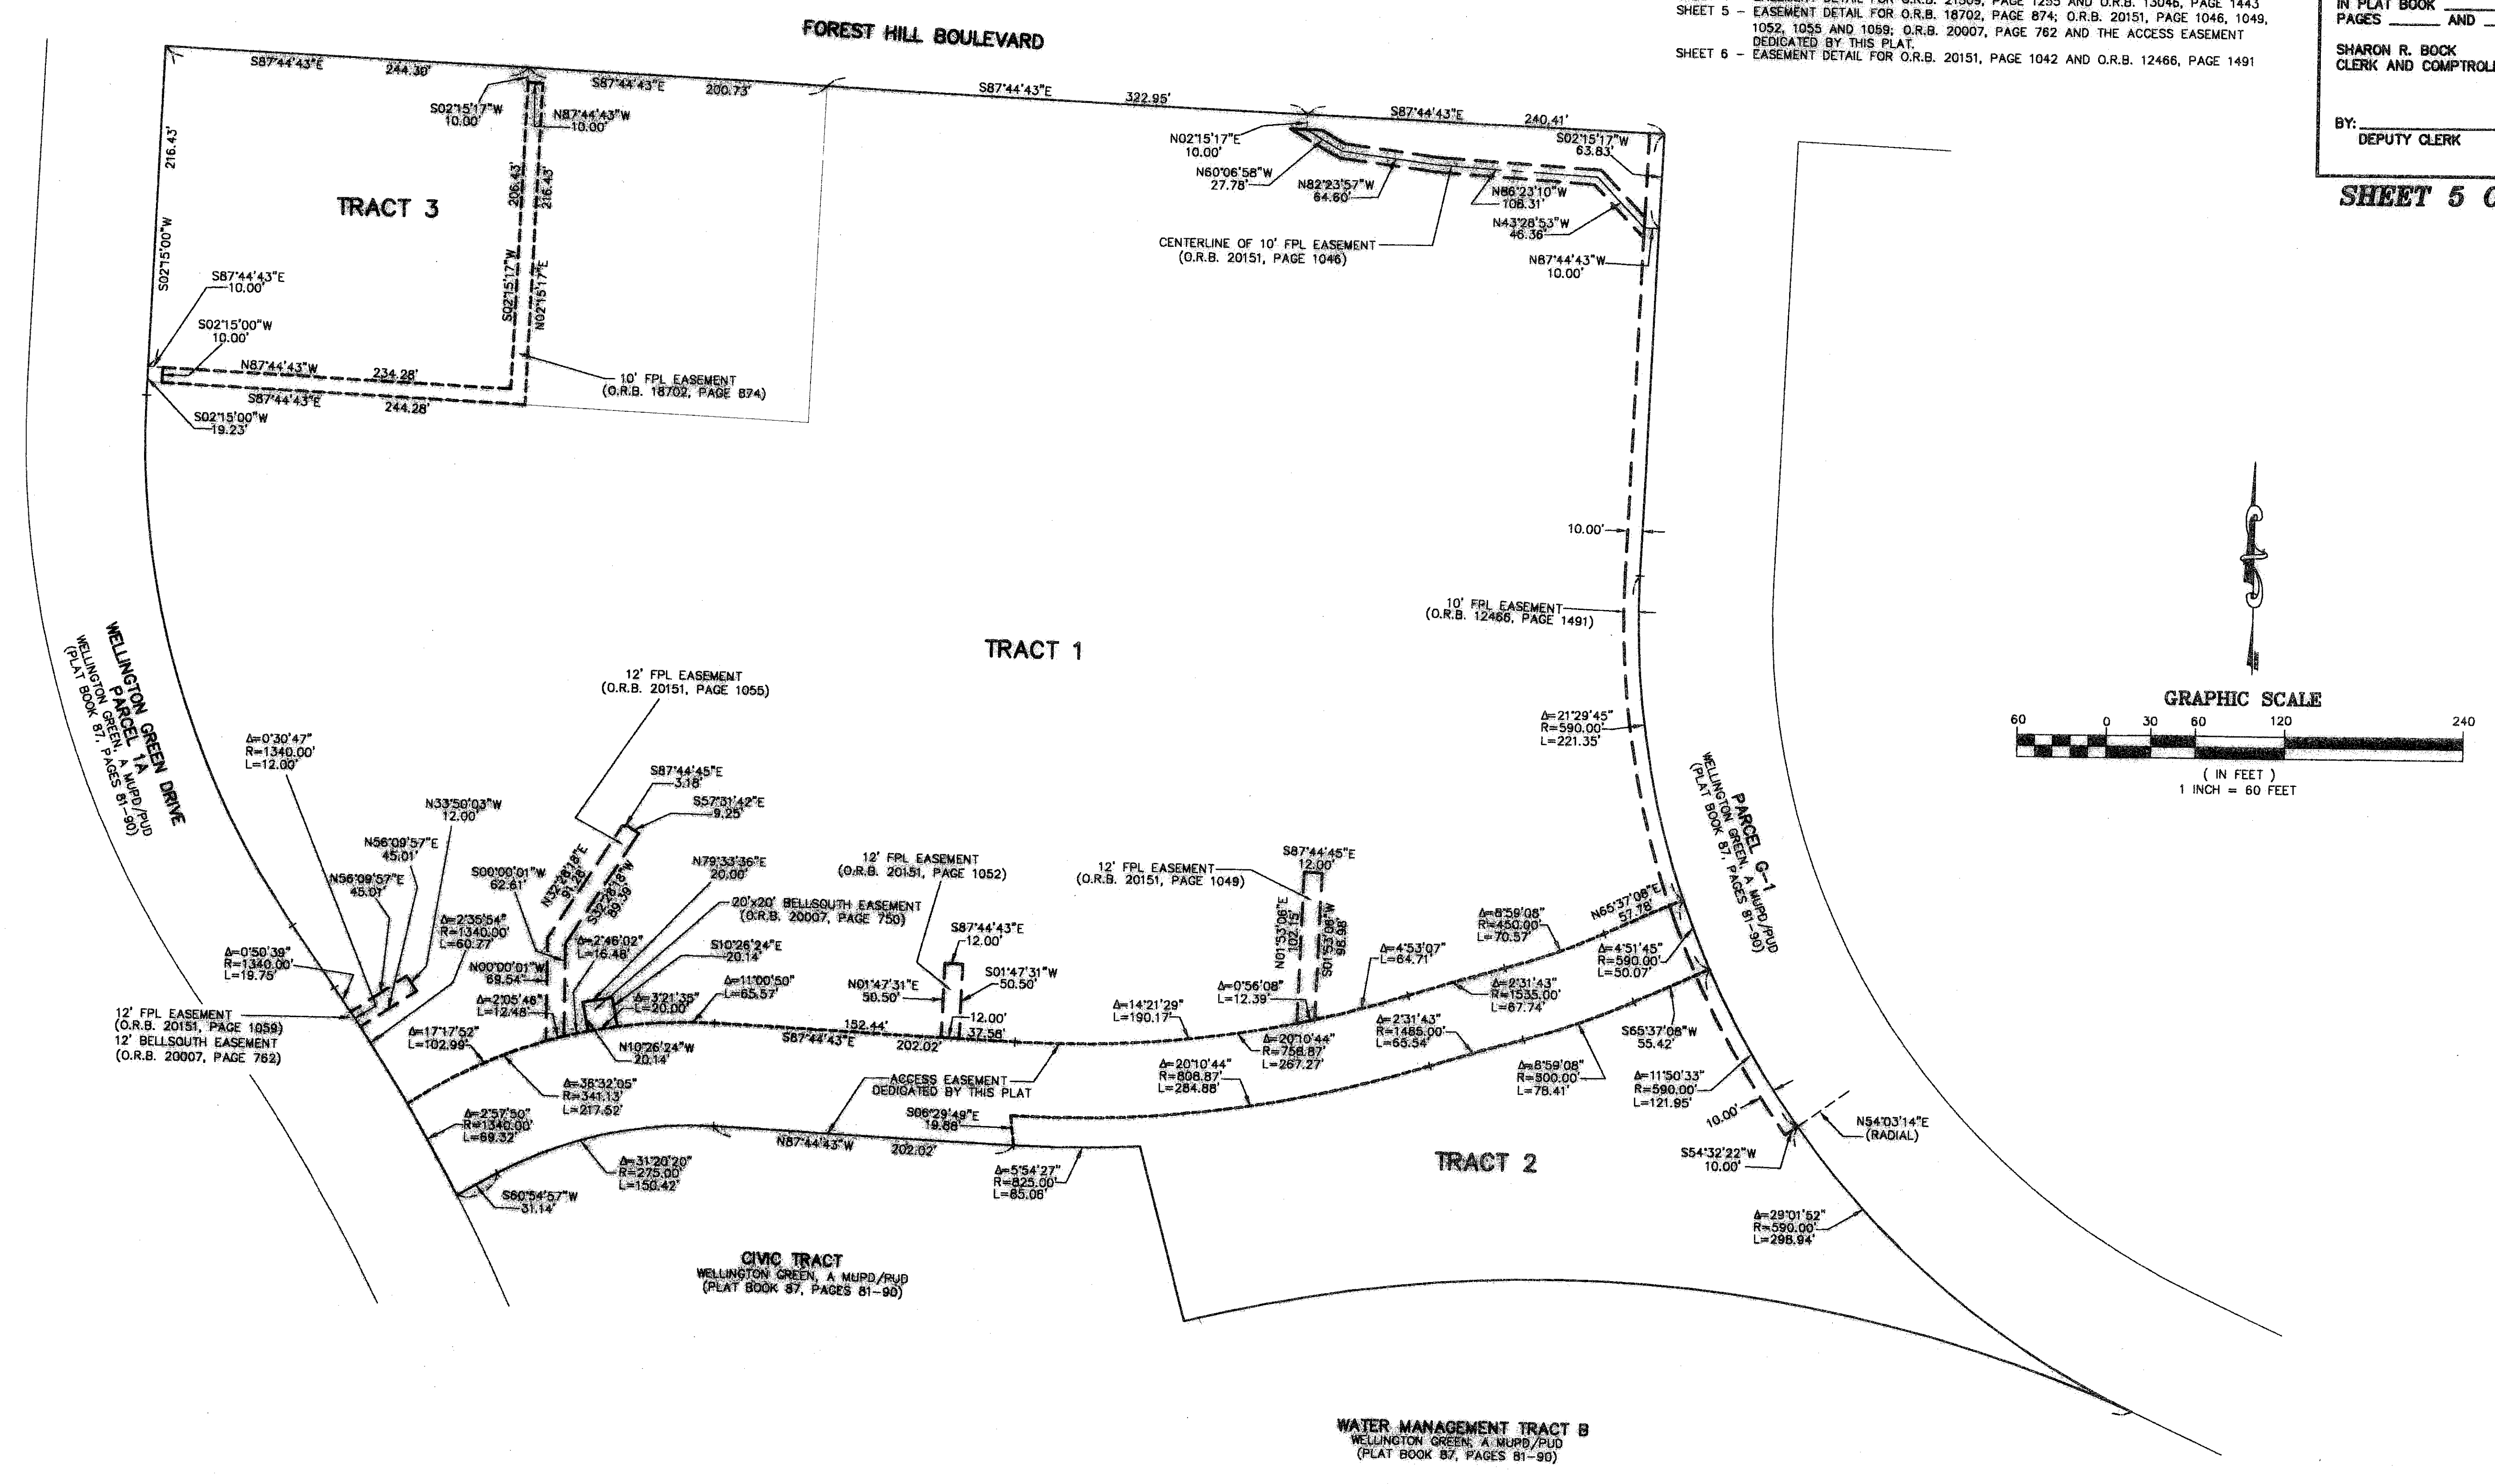 SHEET 5 - EASEMENT DETAIL FOR O.R.B. 18702, PAGE 874; O.R.B. 20151, PAGE 1046, 1049,
1052, 1055 AND 1059; O.R.B. 20007, PAGE 762 AND THE ACCESS EASEMENT
DEDICATED BY THIS PLAT.
SHEET 6 - EASEMENT DETAIL FOR O.R.B. 20151, PAGE 1042 AND O.R.B. 12466, PAGE 1491
IN PLAT BOOK
PAGES ______ AND
SHARON R. BOCK
CLERK AND
BY:
DEPUTY CLERK
SHEET 5
FOREST HILL BOULEVARD
S87°44'43"E
244.30'
S87°44'43"E
200.73'
S87°44'43"E
322.95'
S87°44'43"E
240.41'
216.43'
S02°15'00"W
S02°15'17"W
10.00'
N87°44'43"W
10.00'
206.43'
216.43'
S02°15'17"W
N02°15'17"E
TRACT 3
S87°44'43"E
10.00'
S02°15'00"W
10.00'
N87°44'43"W
234.28'
S87°44'43"E
244.28'
S02°15'00"W
19.23'
10' FPL EASEMENT
(O.R.B. 18702, PAGE 874)
N02°15'17"E
10.00'
N60°06'58"W
27.78'
N82°23'57"W
64.60'
N86°23'10"W
108.31'
N43°28'53"W
46.36'
S02°15'17"W
63.83'
N87°44'43"W
10.00'
CENTERLINE OF 10' FPL EASEMENT
(O.R.B. 20151, PAGE 1046)
10.00'
10' FPL EASEMENT
(O.R.B. 12466, PAGE 1491)
TRACT 1
Δ=21°29'45"
R=590.00'
L=221.35'
GRAPHIC SCALE
60 0 30 60 120 240
( IN FEET )
1 INCH = 60 FEET
WELLINGTON GREEN DRIVE
PARCEL 1A
WELLINGTON GREEN, A MUPD/PUD
(PLAT BOOK 87, PAGES 81-90)
PARCEL G-1
WELLINGTON GREEN, A MUPD/PUD
(PLAT BOOK 87, PAGES 81-90)
12' FPL EASEMENT
(O.R.B. 20151, PAGE 1055)
Δ=0°30'47"
R=1340.00'
L=12.00'
N33°50'03"W
12.00'
N56°09'57"E
45.01'
N56°09'57"E
45.01'
Δ=2°35'54"
R=1340.00'
L=60.77'
Δ=0°50'39"
R=1340.00'
L=19.75'
12' FPL EASEMENT
(O.R.B. 20151, PAGE 1059)
12' BELLSOUTH EASEMENT
(O.R.B. 20007, PAGE 762)
S87°44'45"E
3.18'
S57°31'42"E
9.25'
N32°28'18"E
91.28'
S32°28'18"W
89.39'
S00°00'01"W
62.61'
N00°00'01"W
69.54'
N79°33'36"E
20.00'
20'x20' BELLSOUTH EASEMENT
(O.R.B. 20007, PAGE 750)
Δ=2°46'02"
L=16.48'
S10°26'24"E
20.14'
Δ=2°05'46"
L=12.48'
Δ=3°21'35"
L=20.00'
Δ=11°00'50"
L=65.57'
Δ=17°17'52"
L=102.99'
N10°26'24"W
20.14'
12' FPL EASEMENT
(O.R.B. 20151, PAGE 1052)
S87°44'43"E
12.00'
N01°47'31"E
50.50'
S01°47'31"W
50.50'
12.00'
152.44'
37.58'
S87°44'43"E
202.02'
12' FPL EASEMENT
(O.R.B. 20151, PAGE 1049)
S87°44'45"E
12.00'
N01°53'08"E
102.15'
S01°53'08"W
98.98'
Δ=14°21'29"
L=190.17'
Δ=0°56'08"
L=12.39'
Δ=4°53'07"
L=64.71'
Δ=8°59'08"
R=450.00'
L=70.57'
N65°37'08"E
57.78'
Δ=4°51'45"
R=590.00'
L=50.07'
Δ=20°10'44"
R=758.87'
L=267.27'
Δ=2°31'43"
R=1535.00'
L=67.74'
Δ=2°31'43"
R=1485.00'
L=65.54'
S65°37'08"W
55.42'
Δ=36°32'05"
R=341.13'
L=217.52'
ACCESS EASEMENT
DEDICATED BY THIS PLAT
Δ=20°10'44"
R=808.87'
L=284.88'
Δ=8°59'08"
R=500.00'
L=78.41'
Δ=11°50'33"
R=590.00'
L=121.95'
10.00'
N54°03'14"E
(RADIAL)
S54°32'22"W
10.00'
Δ=2°57'50"
R=1340.00'
L=69.32'
S06°29'49"E
19.88'
N87°44'43"W
202.02'
Δ=31°20'20"
R=275.00'
L=150.42'
S60°54'57"W
31.14'
Δ=5°54'27"
R=825.00'
L=85.06'
TRACT 2
Δ=29°01'52"
R=590.00'
L=298.94'
CIVIC TRACT
WELLINGTON GREEN, A MUPD/PUD
(PLAT BOOK 87, PAGES 81-90)
WATER MANAGEMENT TRACT B
WELLINGTON GREEN, A MUPD/PUD
(PLAT BOOK 87, PAGES 81-90)